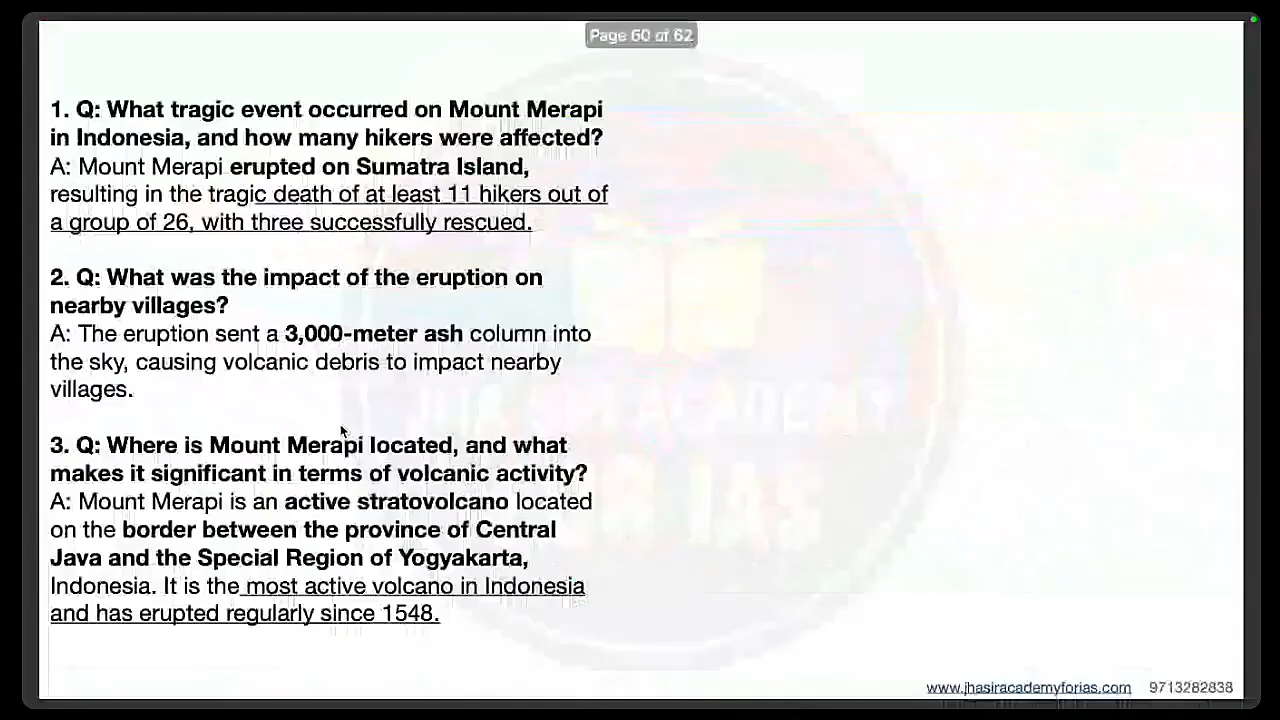 Page 60 of 62
1. Q: What tragic event occurred on Mount Merapi
in Indonesia, and how many hikers were affected?
A: Mount Merapi erupted on Sumatra Island,
resulting in the tragic death of at least 11 hikers out of
a group of 26, with three successfully rescued.
2. Q: What was the impact of the eruption on
nearby villages?
A: The eruption sent a 3,000-meter ash column into
the sky, causing volcanic debris to impact nearby
villages.
3. Q: Where is Mount Merapi located, and what
makes it significant in terms of volcanic activity?
A: Mount Merapi is an active stratovolcano located
on the border between the province of Central
Java and the Special Region of Yogyakarta,
Indonesia. It is the most active volcano in Indonesia
and has erupted regularly since 1548.
www.jhasiracademyforias.com 9713282838